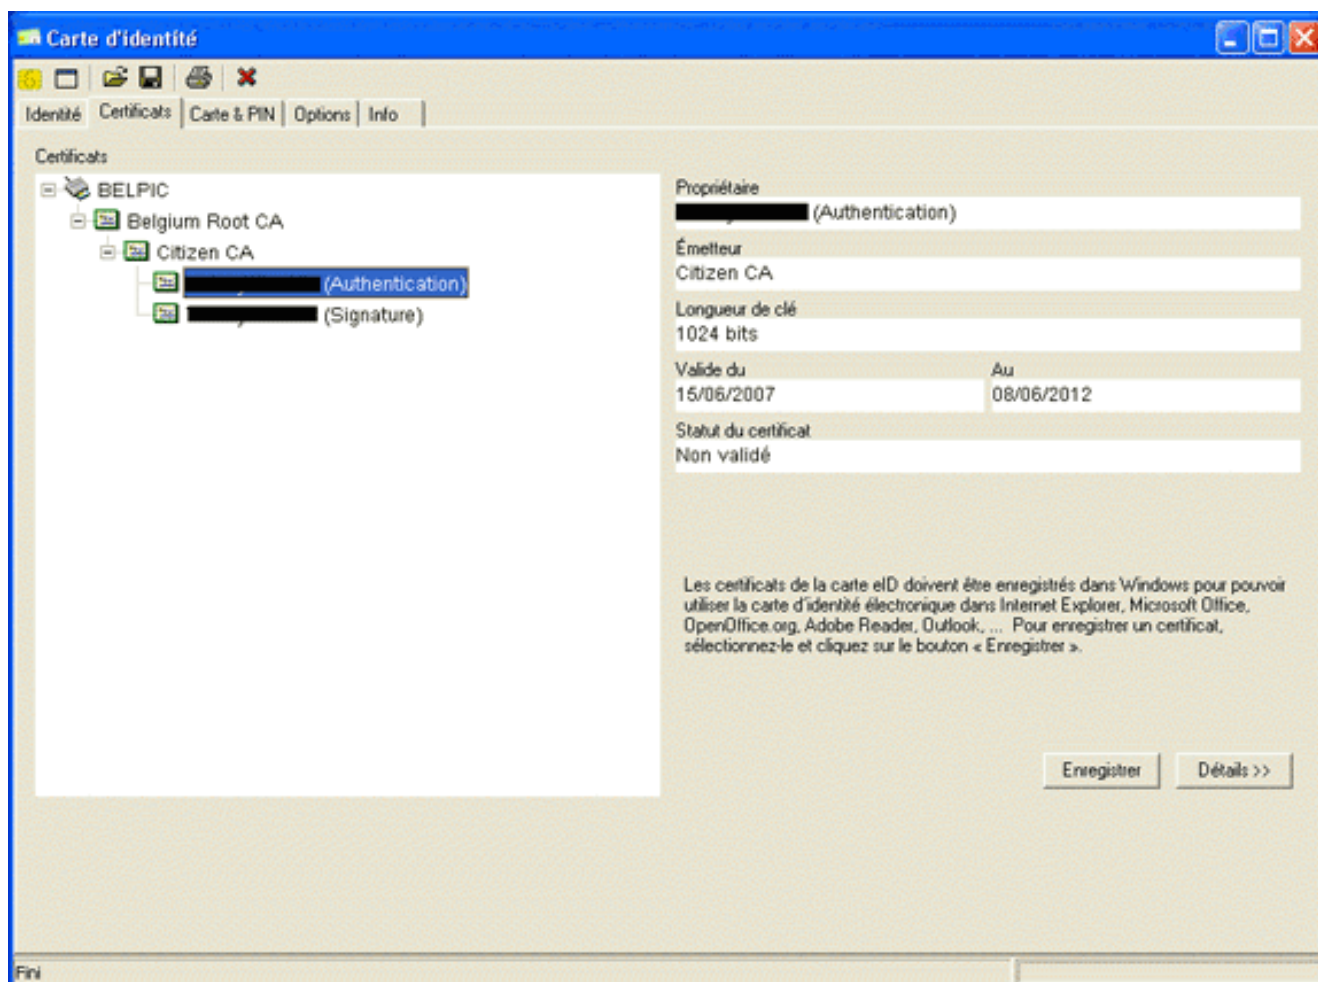 Carte d'identité
Identité Certificats Carte & PIN Options Info
Certificats
BELPIC
Belgium Root CA
Citizen CA
(Authentication)
(Signature)
Propriétaire
(Authentication)
Émetteur
Citizen CA
Longueur de clé
1024 bits
Valide du Au
15/06/2007 08/06/2012
Statut du certificat
Non validé
Les certificats de la carte eID doivent être enregistrés dans Windows pour pouvoir
utiliser la carte d'identité électronique dans Internet Explorer, Microsoft Office,
OpenOffice.org, Adobe Reader, Outlook, ... Pour enregistrer un certificat,
sélectionnez-le et cliquez sur le bouton « Enregistrer ».
Enregistrer Détails >>
Fini